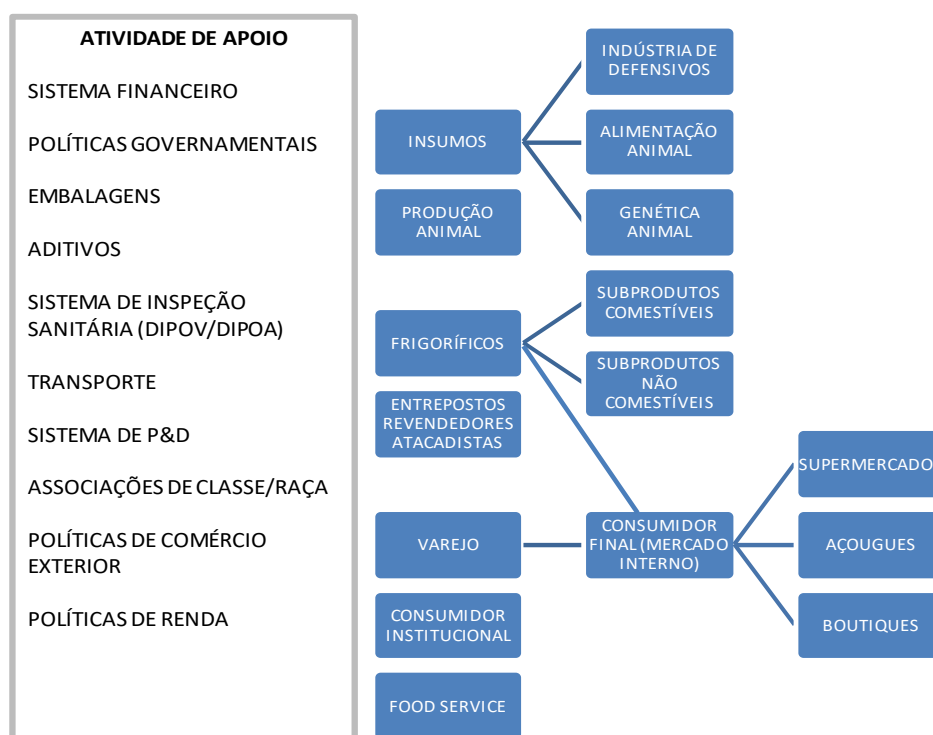 ATIVIDADE DE APOIO
SISTEMA FINANCEIRO
POLÍTICAS GOVERNAMENTAIS
EMBALAGENS
ADITIVOS
SISTEMA DE INSPEÇÃO
SANITÁRIA (DIPOV/DIPOA)
TRANSPORTE
SISTEMA DE P&D
ASSOCIAÇÕES DE CLASSE/RAÇA
POLÍTICAS DE COMÉRCIO
EXTERIOR
POLÍTICAS DE RENDA
INSUMOS
INDÚSTRIA DE
DEFENSIVOS
ALIMENTAÇÃO
ANIMAL
GENÉTICA
ANIMAL
PRODUÇÃO
ANIMAL
FRIGORÍFICOS
SUBPRODUTOS
COMESTÍVEIS
SUBPRODUTOS
NÃO
COMESTÍVEIS
ENTREPOSTOS
REVENDEDORES
ATACADISTAS
VAREJO
CONSUMIDOR
FINAL (MERCADO
INTERNO)
SUPERMERCADO
AÇOUGUES
BOUTIQUES
CONSUMIDOR
INSTITUCIONAL
FOOD SERVICE